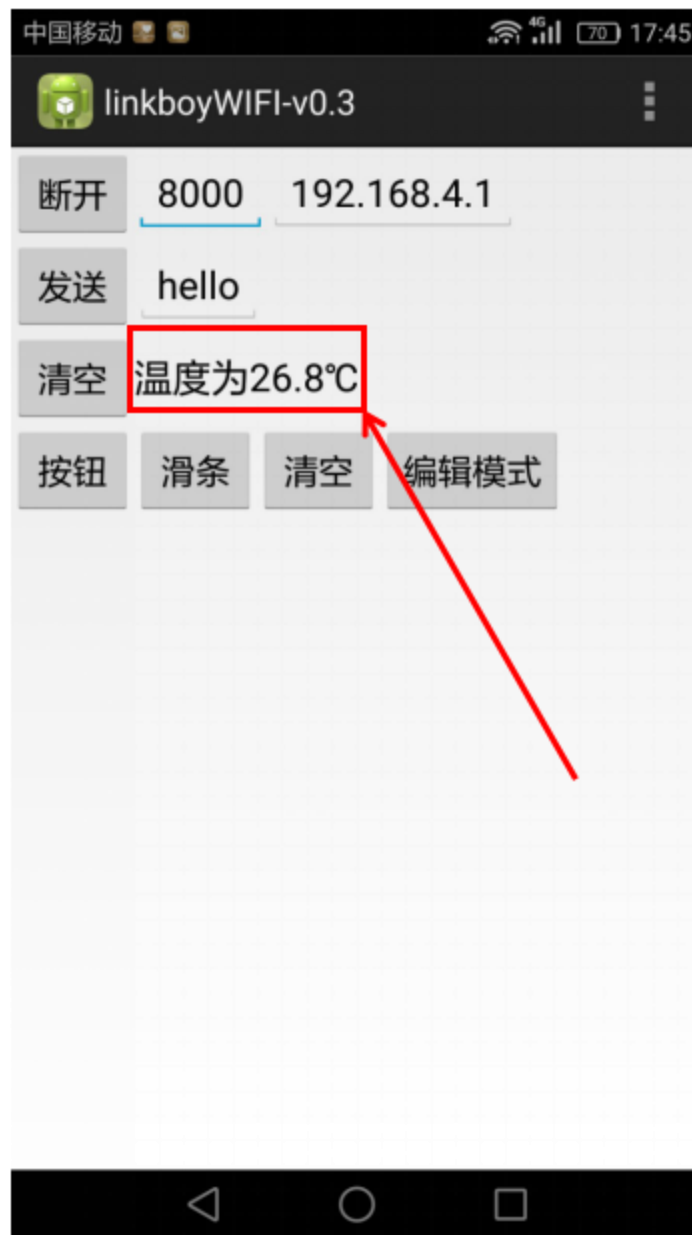 中国移动 4G 70 17:45
linkboyWIFI-v0.3
断开 8000 192.168.4.1
发送 hello
清空 温度为26.8℃
按钮 滑条 清空 编辑模式